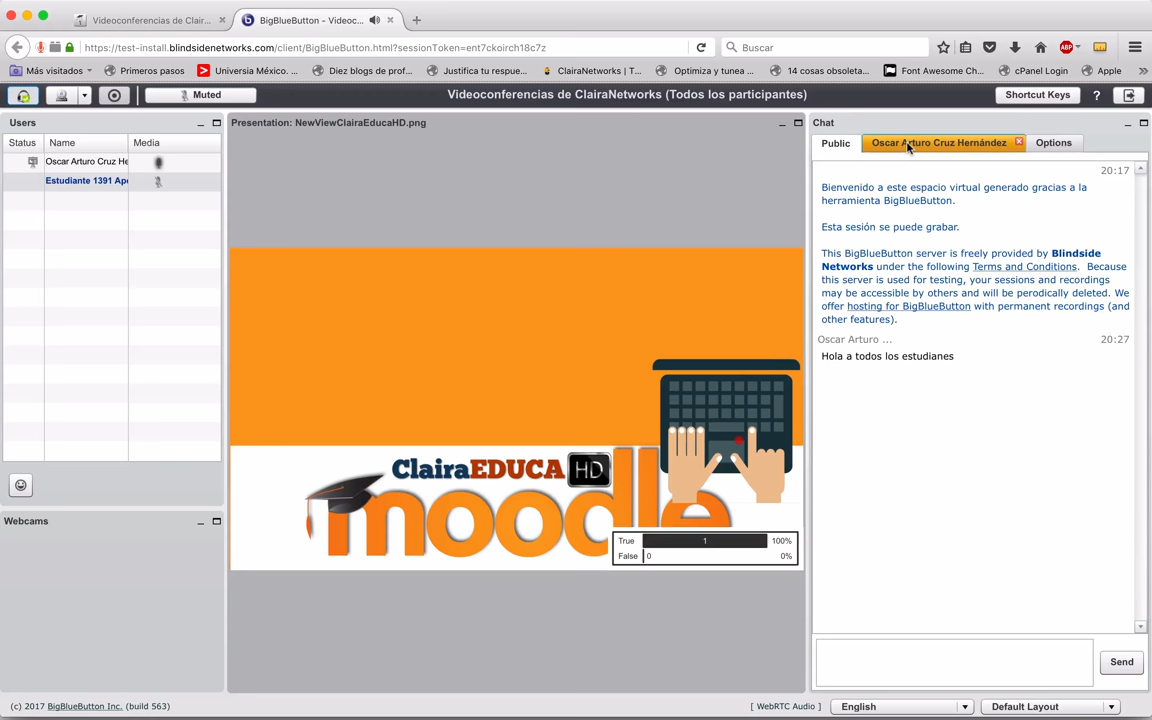 Videoconferencias de Clair...
BigBlueButton - Videoc...
https://test-install.blindsidenetworks.com/client/BigBlueButton.html?sessionToken=ent7ckoirch18c7z
Buscar
ABP
Más visitados
Primeros pasos
Universia México. ...
Diez blogs de prof...
Justifica tu respue...
ClairaNetworks | T...
Optimiza y tunea ...
14 cosas obsoleta...
Font Awesome Ch...
cPanel Login
Apple
Muted
Videoconferencias de ClairaNetworks (Todos los participantes)
Shortcut Keys
?
Users
Status Name Media
Oscar Arturo Cruz He
Estudiante 1391 Ap
Webcams
Presentation: NewViewClairaEducaHD.png
ClairaEDUCA HD
moodle
True 1 100%
False 0 0%
Chat
Public
Oscar Arturo Cruz Hernández
Options
20:17
Bienvenido a este espacio virtual generado gracias a la
herramienta BigBlueButton.
Esta sesión se puede grabar.
This BigBlueButton server is freely provided by Blindside
Networks under the following Terms and Conditions. Because
this server is used for testing, your sessions and recordings
may be accessible by others and will be perodically deleted. We
offer hosting for BigBlueButton with permanent recordings (and
other features).
Oscar Arturo ... 20:27
Hola a todos los estudianes
Send
(c) 2017 BigBlueButton Inc. (build 563)
[ WebRTC Audio ]
English
Default Layout